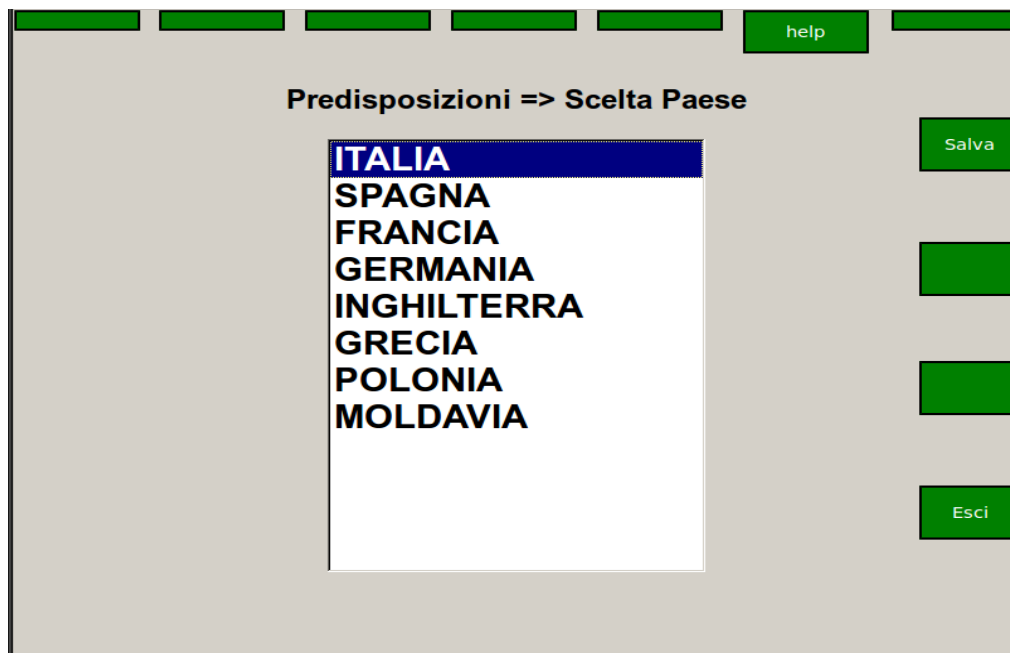 help
Predisposizioni => Scelta Paese
Salva
ITALIA
SPAGNA
FRANCIA
GERMANIA
INGHILTERRA
GRECIA
POLONIA
MOLDAVIA
Esci